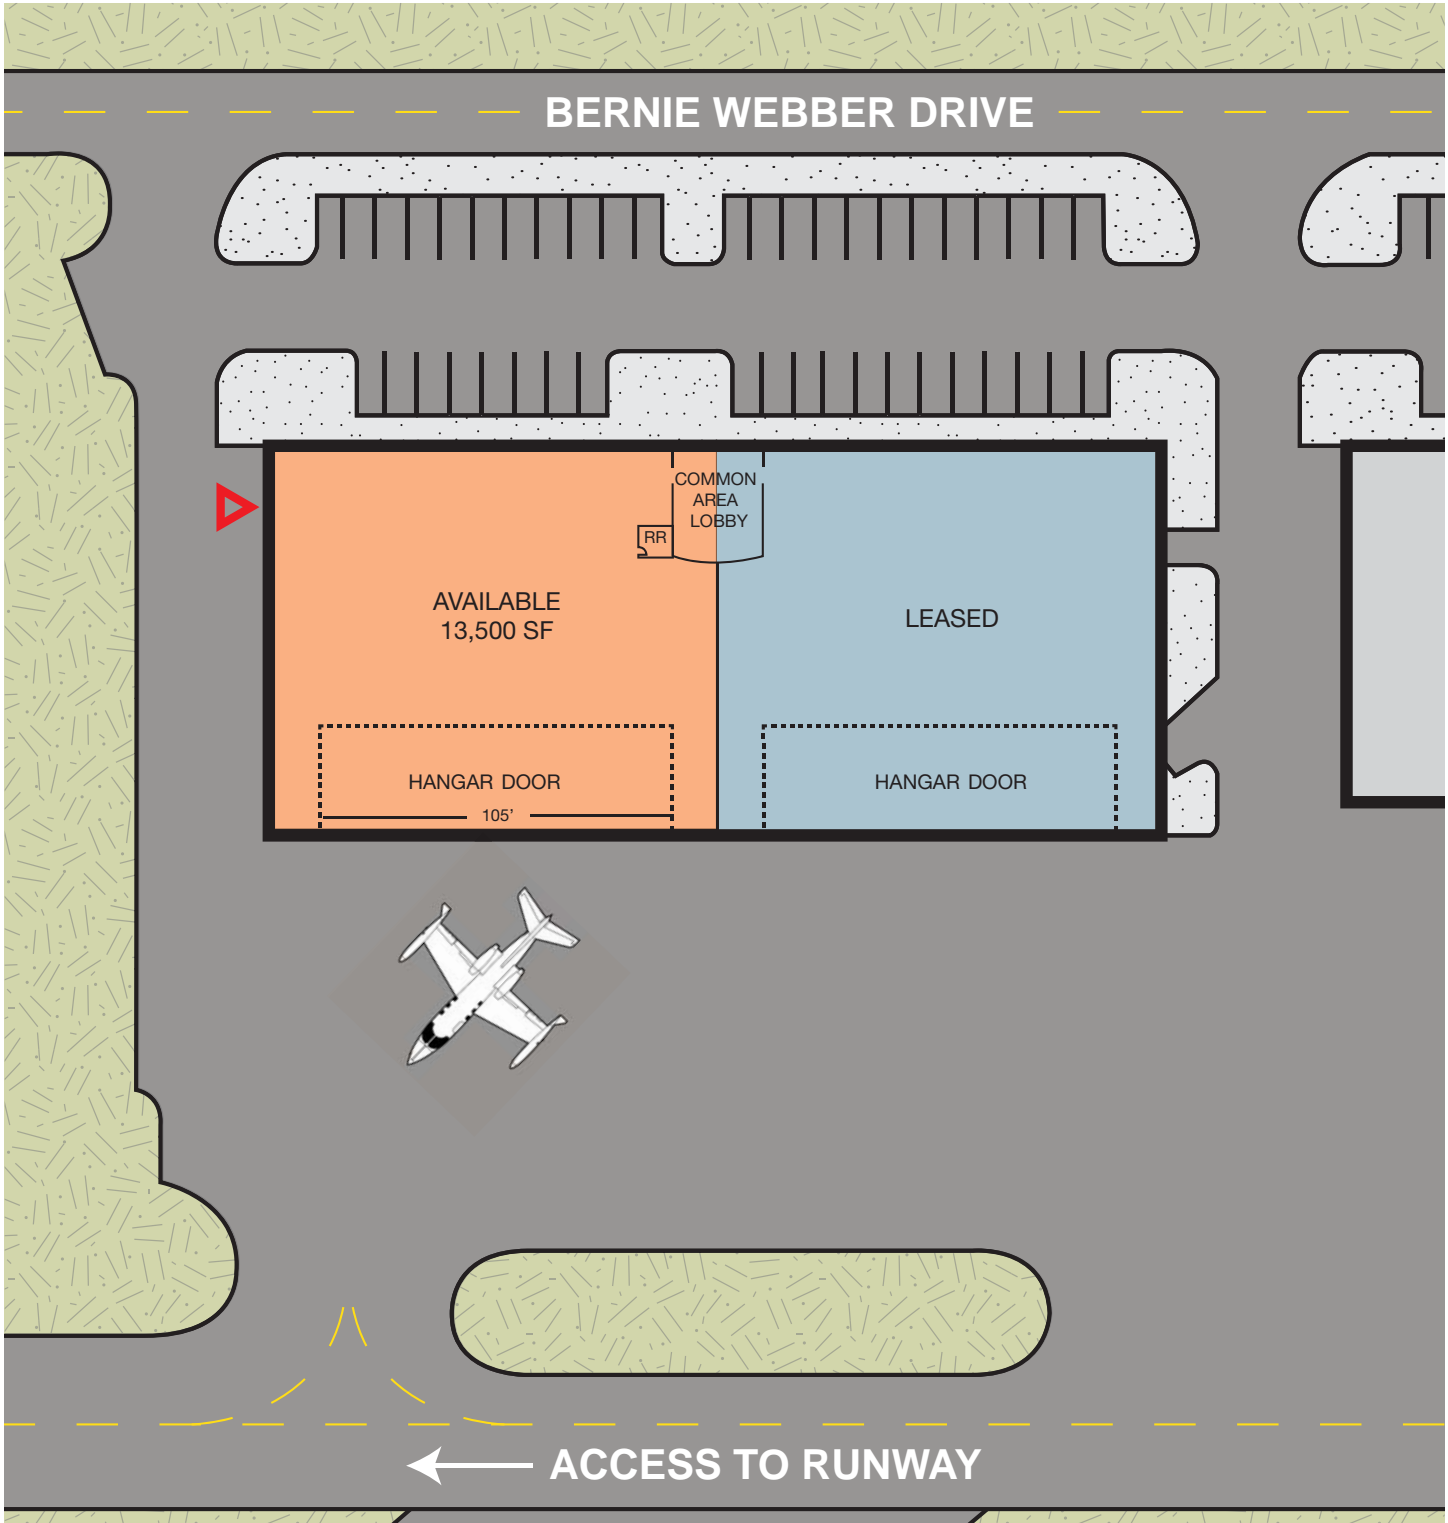 BERNIE WEBBER DRIVE
COMMON
AREA
LOBBY
RR
AVAILABLE
13,500 SF
LEASED
HANGAR DOOR
105’
HANGAR DOOR
ACCESS TO RUNWAY